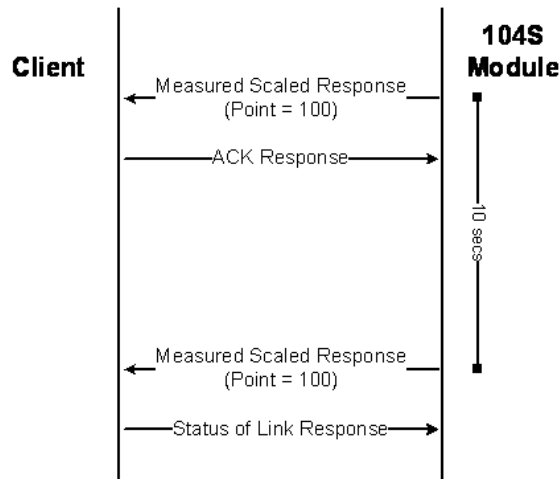 Client
104S
Module
Measured Scaled Response
(Point = 100)
ACK Response
10 secs
Measured Scaled Response
(Point = 100)
Status of Link Response